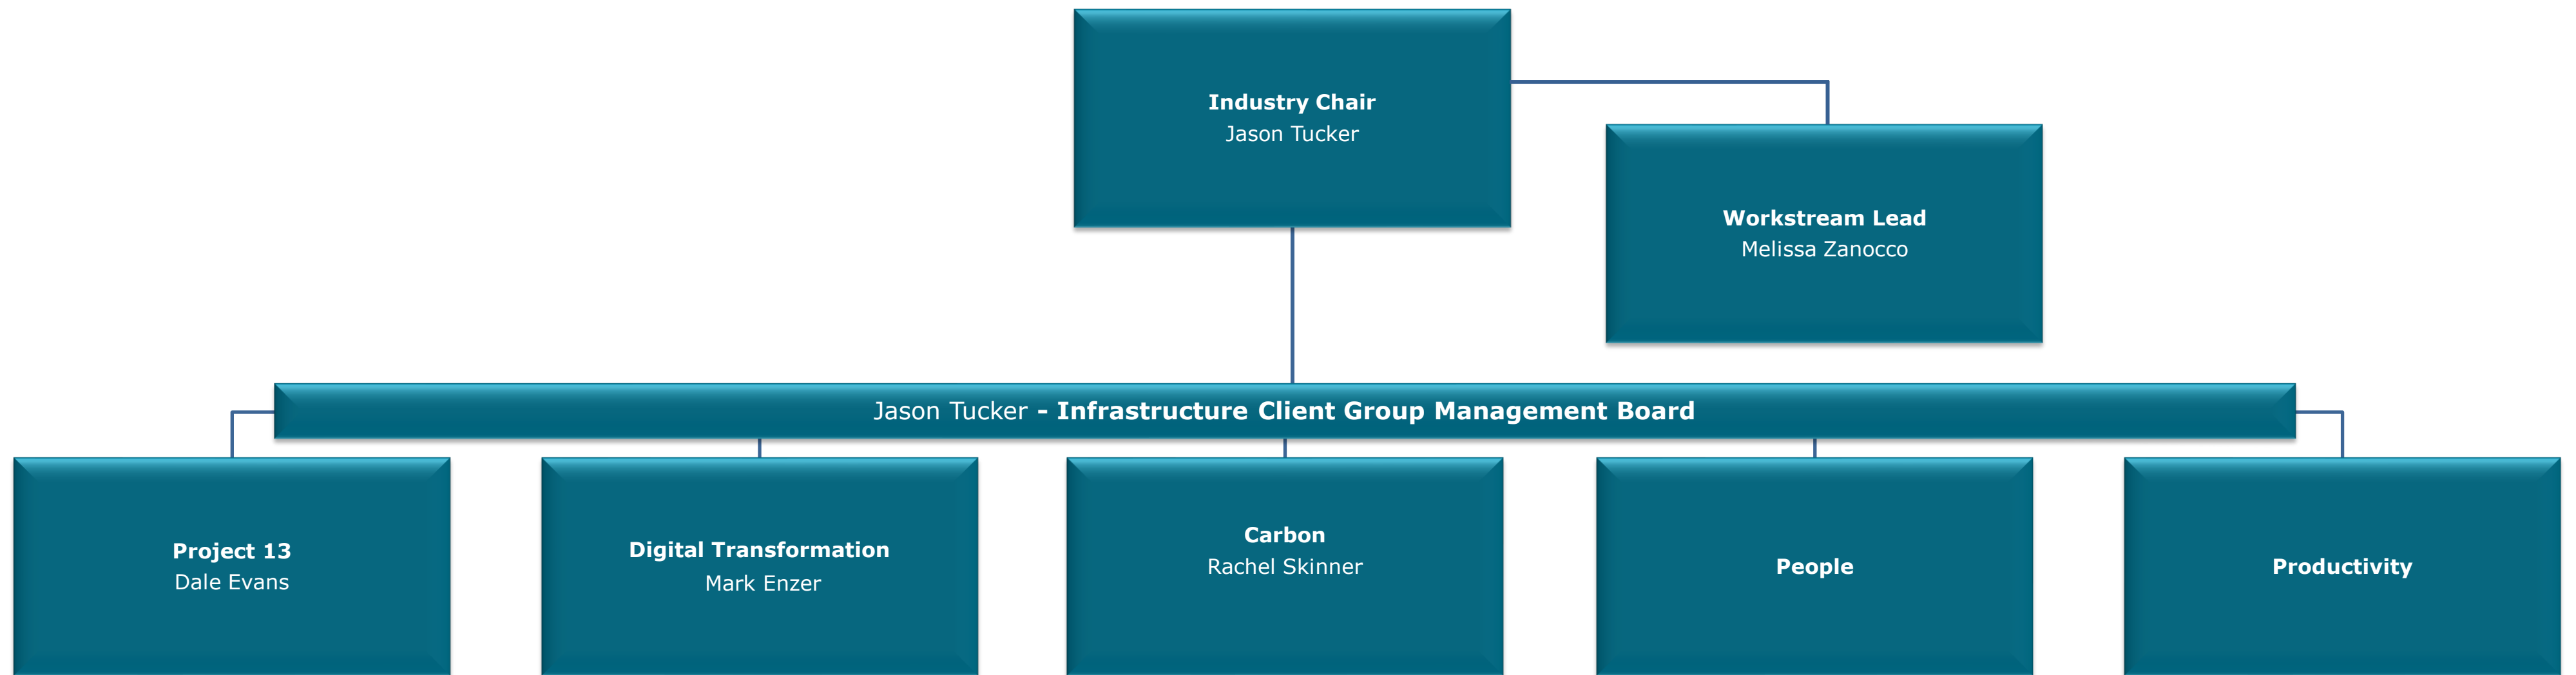 Industry Chair
Jason Tucker
Workstream Lead
Melissa Zanocco
Jason Tucker - Infrastructure Client Group Management Board
Project 13
Dale Evans
Digital Transformation
Mark Enzer
Carbon
Rachel Skinner
People
Productivity